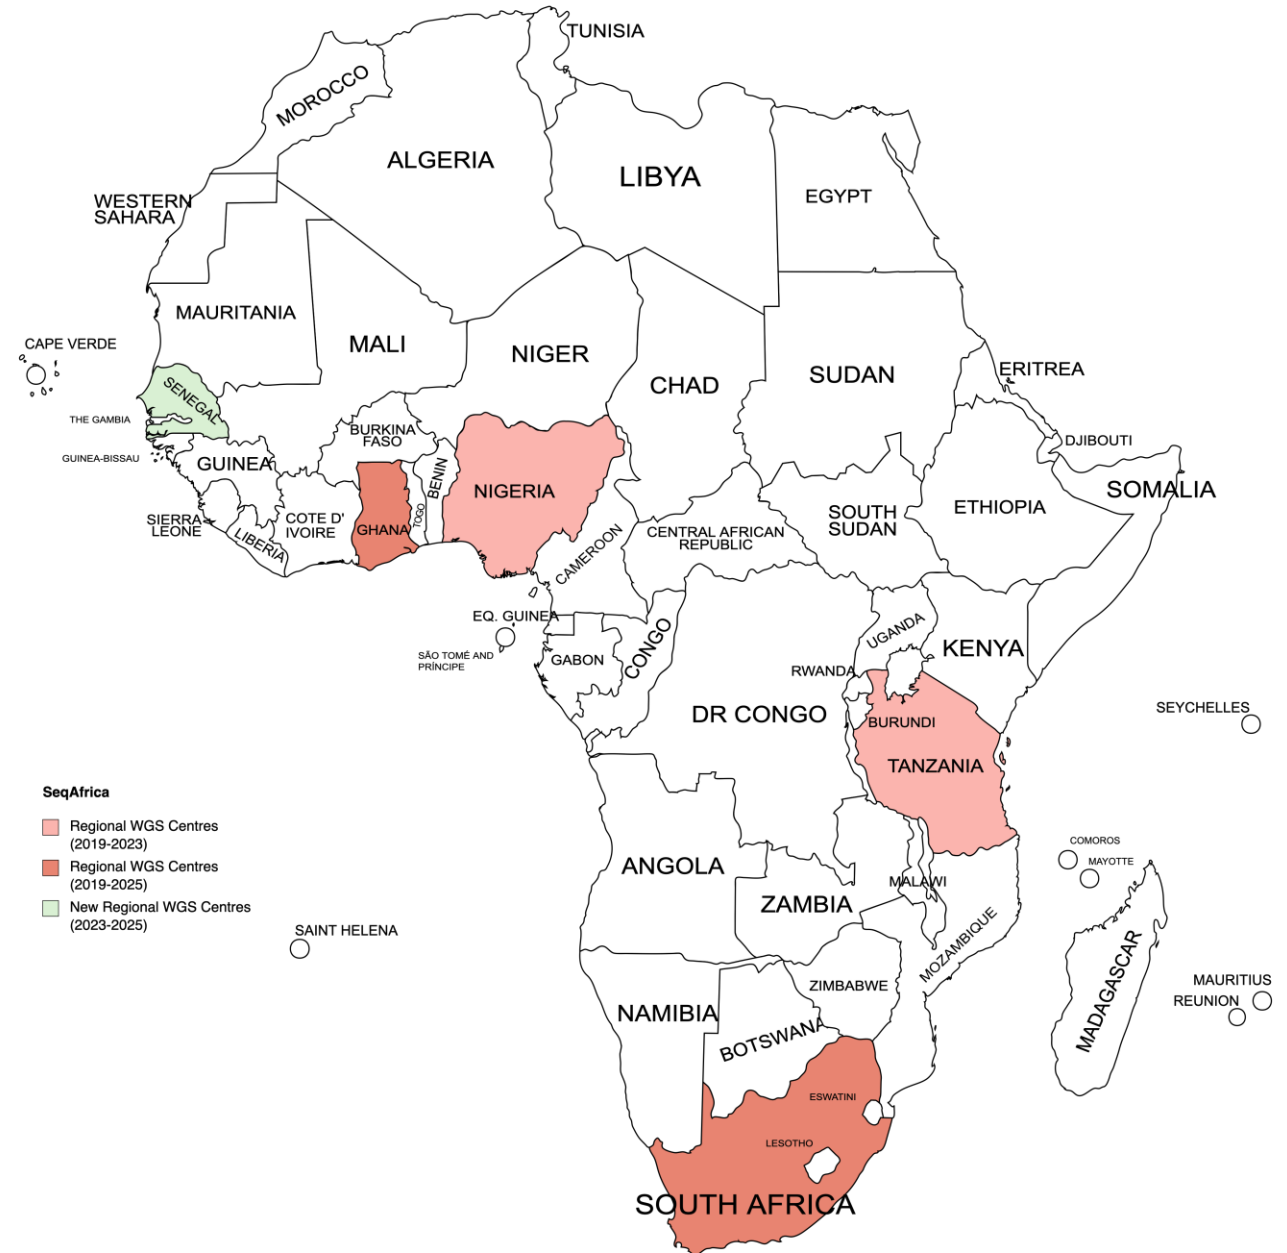 TUNISIA
MOROCCO
ALGERIA
LIBYA
EGYPT
WESTERN
SAHARA
MAURITANIA
MALI
NIGER
CHAD
SUDAN
ERITREA
CAPE VERDE
SENEGAL
THE GAMBIA
GUINEA-BISSAU
GUINEA
BURKINA
FASO
BENIN
NIGERIA
DJIBOUTI
SOMALIA
ETHIOPIA
SOUTH
SUDAN
SIERRA
LEONE
LIBERIA
COTE D'
IVOIRE
GHANA
TOGO
CAMEROON
CENTRAL AFRICAN
REPUBLIC
EQ. GUINEA
SÃO TOMÉ AND
PRÍNCIPE
GABON
CONGO
UGANDA
KENYA
RWANDA
DR CONGO
BURUNDI
TANZANIA
SEYCHELLES
SeqAfrica
Regional WGS Centres
(2019-2023)
Regional WGS Centres
(2019-2025)
New Regional WGS Centres
(2023-2025)
COMOROS
MAYOTTE
ANGOLA
ZAMBIA
MALAWI
MOZAMBIQUE
SAINT HELENA
MADAGASCAR
MAURITIUS
REUNION
ZIMBABWE
NAMIBIA
BOTSWANA
ESWATINI
LESOTHO
SOUTH AFRICA